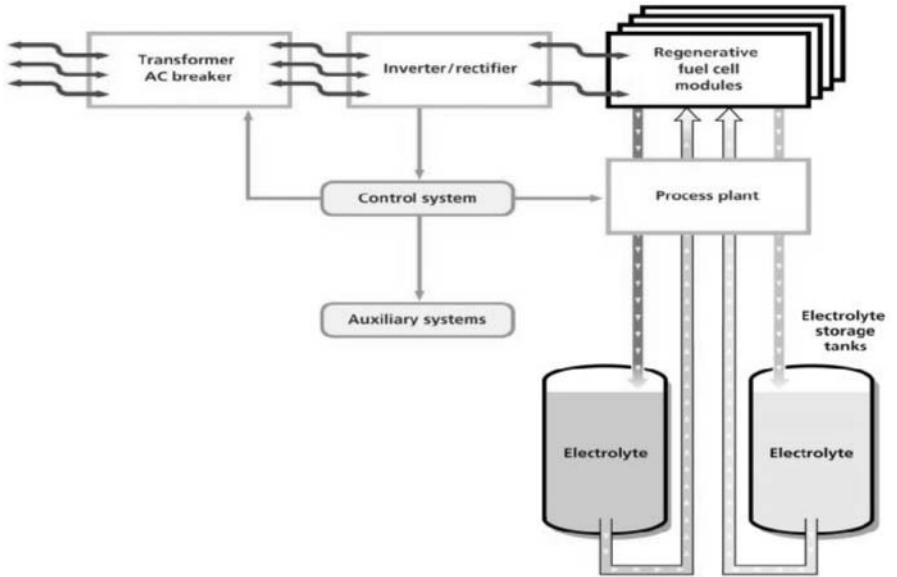 Transformer
AC breaker
Inverter/rectifier
Regenerative
fuel cell
modules
Control system
Process plant
Auxiliary systems
Electrolyte
storage
tanks
Electrolyte
Electrolyte